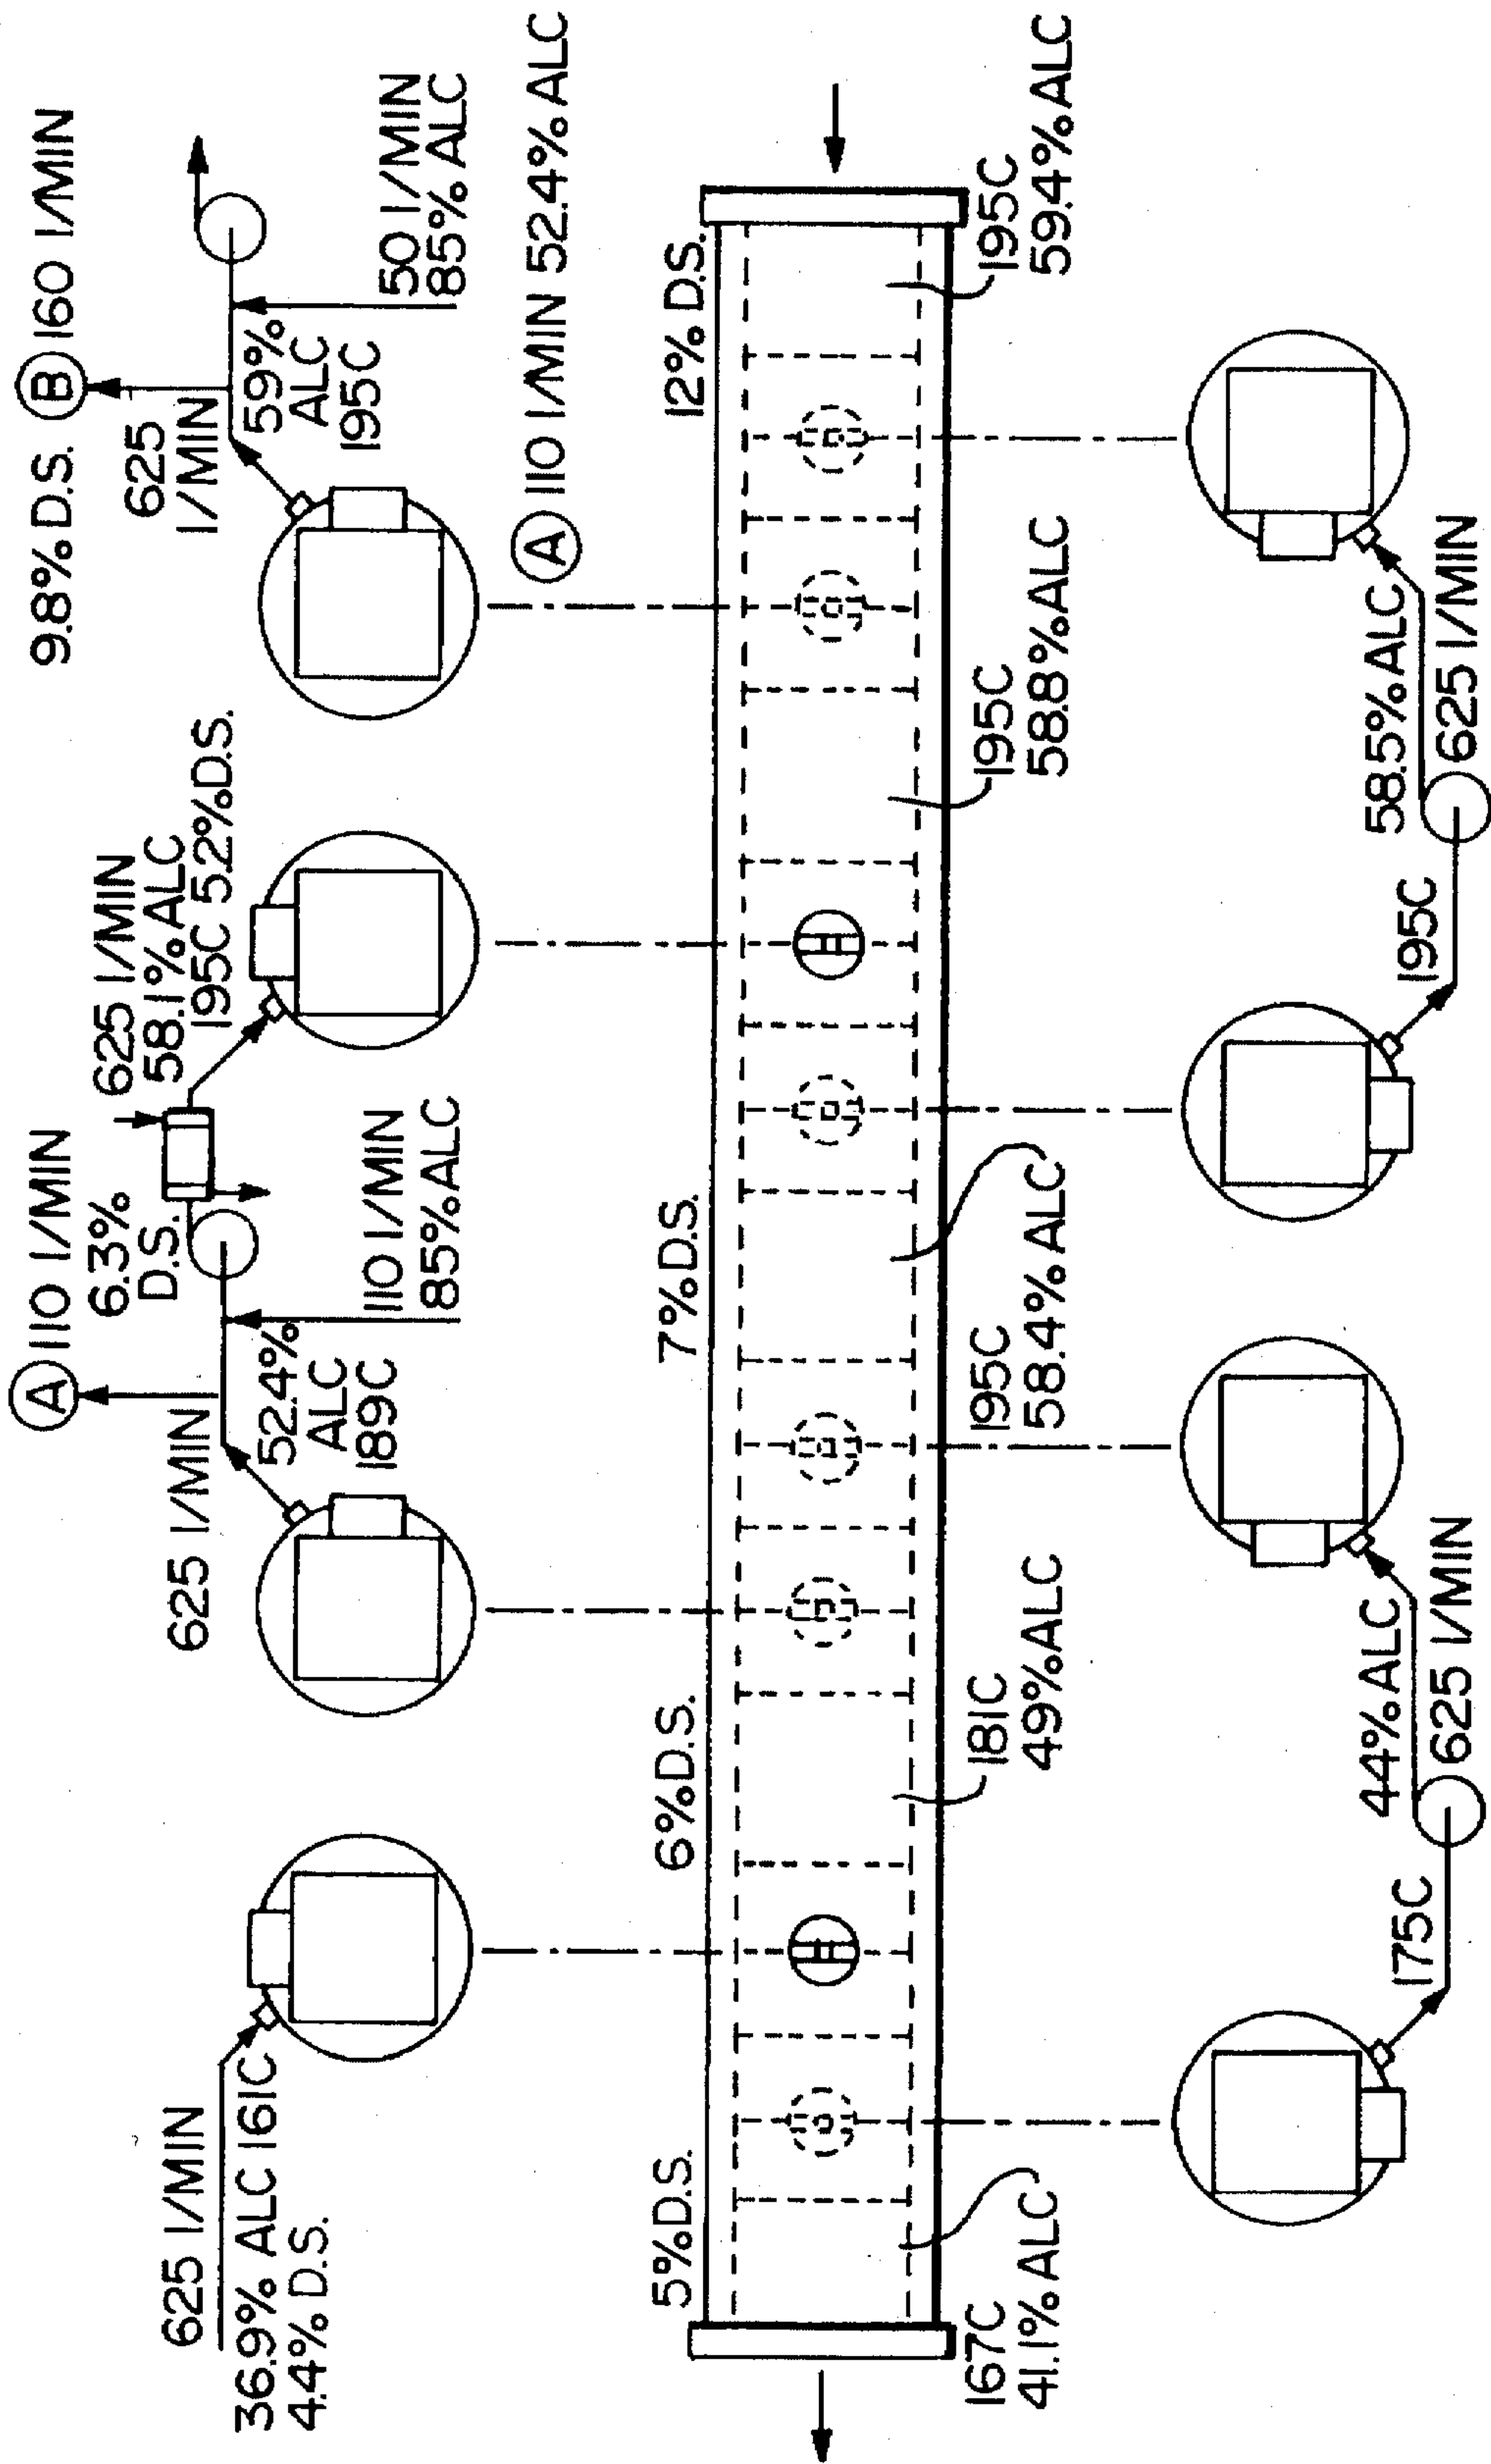 625 l/MIN
36.9% ALC 161C
4.4% D.S.
A 110 l/MIN
6.3%
D.S.
625 l/MIN
52.4%
ALC
189C
110 l/MIN
85% ALC
625 l/MIN
58.1% ALC
195C 5.2% D.S.
9.8% D.S. B 160 l/MIN
625
l/MIN
59%
ALC
195C
50 l/MIN
85% ALC
A 110 l/MIN 52.4% ALC
5% D.S.
6% D.S.
7% D.S.
12% D.S.
167C
41.1% ALC
181C
49% ALC
195C
58.4% ALC
195C
58.8% ALC
195C
59.4% ALC
175C
44% ALC
625 l/MIN
195C
58.5% ALC
625 l/MIN